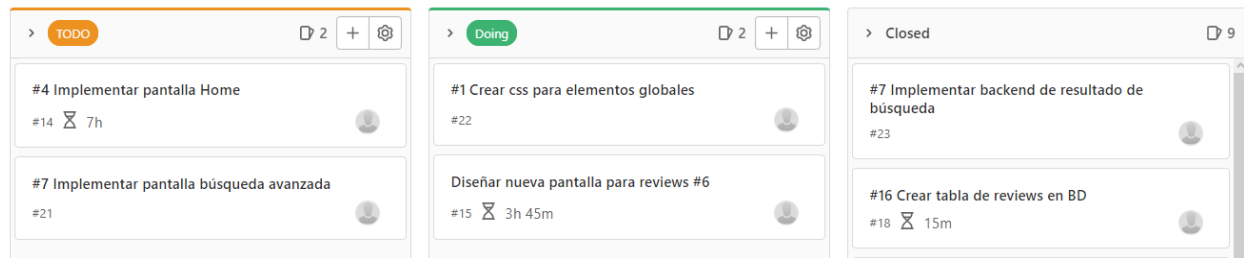 TODO
2
#4 Implementar pantalla Home
#14 7h
#7 Implementar pantalla búsqueda avanzada
#21
Doing
2
#1 Crear css para elementos globales
#22
Diseñar nueva pantalla para reviews #6
#15 3h 45m
Closed
9
#7 Implementar backend de resultado de
búsqueda
#23
#16 Crear tabla de reviews en BD
#18 15m